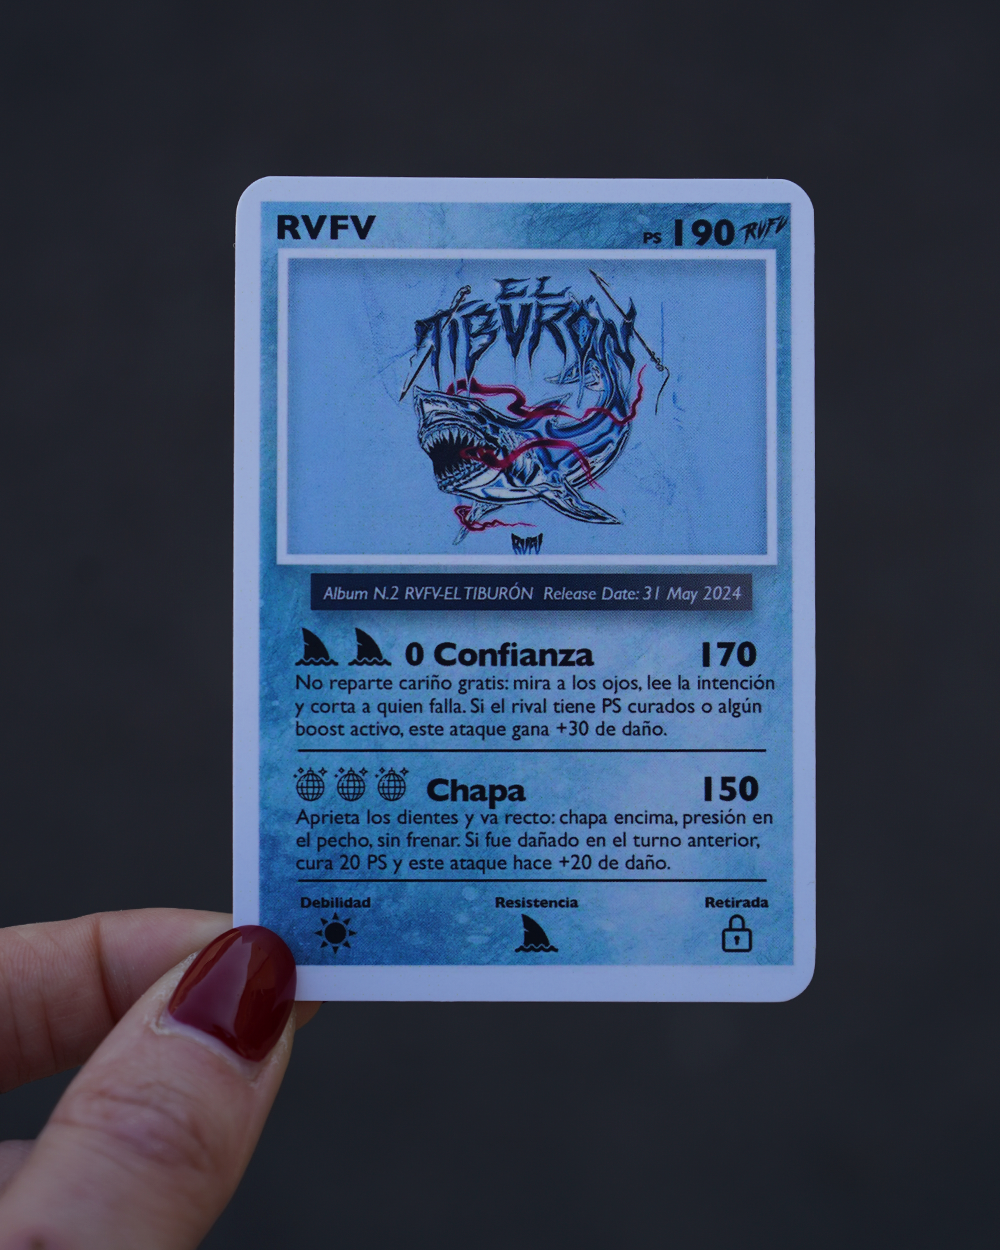 RVFV
PS 190 RVFV
EL
TIBURÓN
RVFV
Album N.2 RVFV-EL TIBURÓN Release Date: 31 May 2024
0 Confianza 170
No reparte cariño gratis: mira a los ojos, lee la intención
y corta a quien falla. Si el rival tiene PS curados o algún
boost activo, este ataque gana +30 de daño.
Chapa 150
Aprieta los dientes y va recto: chapa encima, presión en
el pecho, sin frenar. Si fue dañado en el turno anterior,
cura 20 PS y este ataque hace +20 de daño.
Debilidad Resistencia Retirada